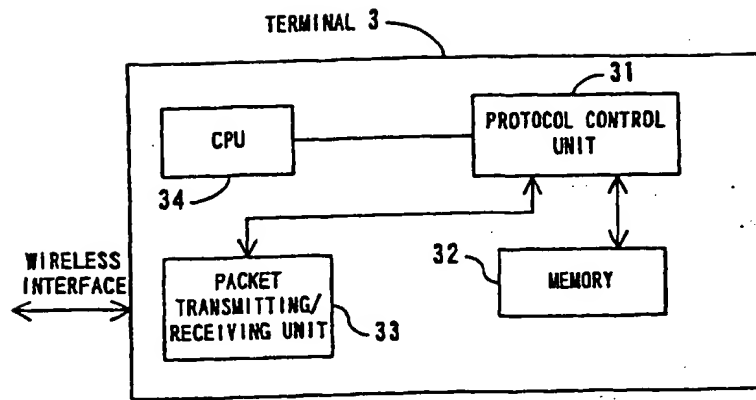 TERMINAL 3
31
CPU
PROTOCOL CONTROL
UNIT
34
WIRELESS
INTERFACE
PACKET
TRANSMITTING/
RECEIVING UNIT
33
32
MEMORY